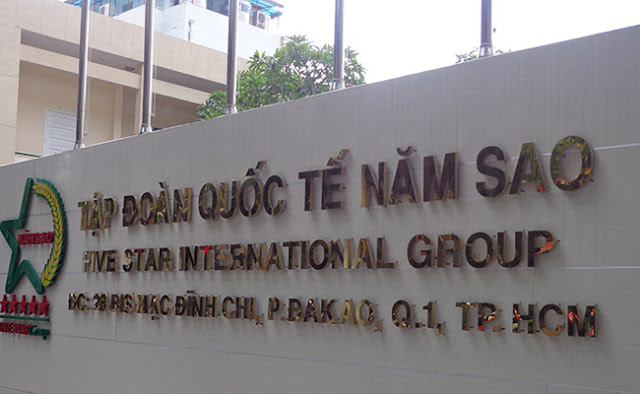 TẬP ĐOÀN QUỐC TẾ NĂM SAO
FIVE STAR INTERNATIONAL GROUP
ĐC: 36 BIS MẠC ĐĨNH CHI, P.ĐAKAO, Q.1, TP. HCM